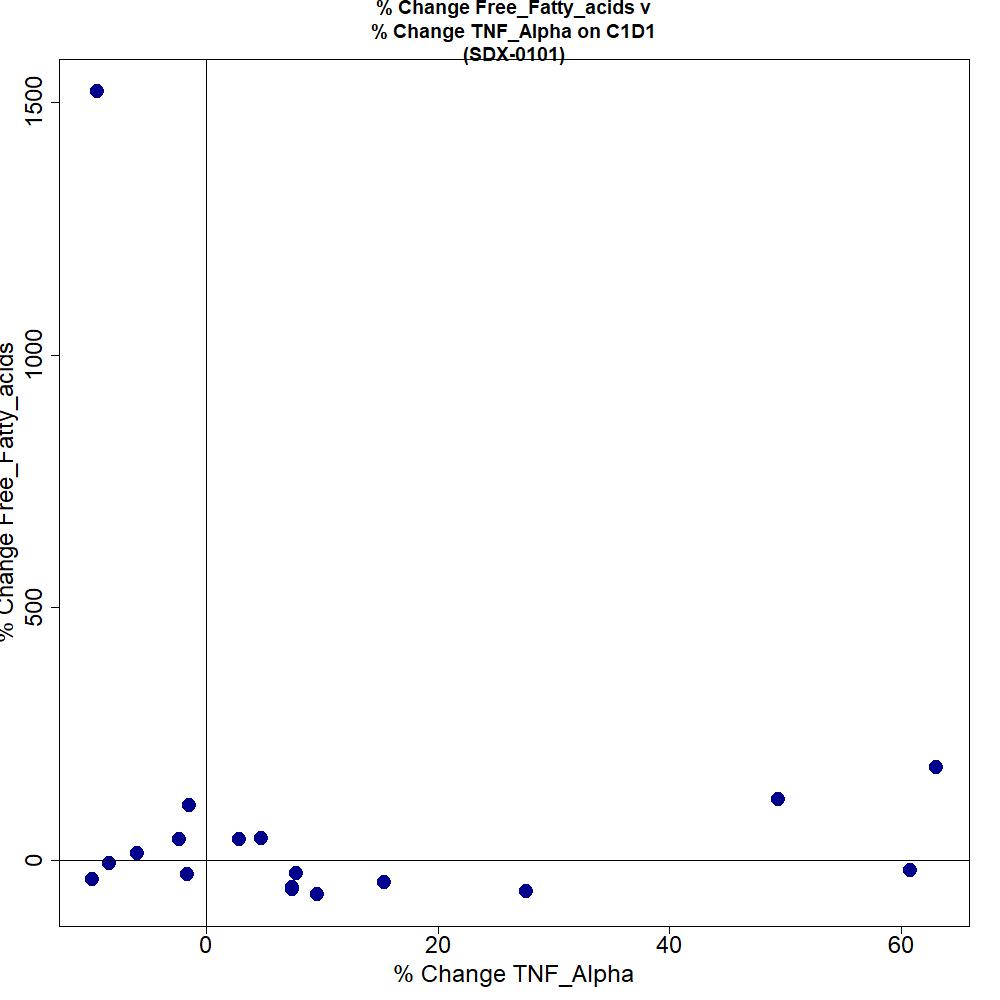 % Change Free_Fatty_acids v
% Change TNF_Alpha on C1D1
(SDX-0101)
1500
1000
500
0
% Change Free_Fatty_acids
0 20 40 60
% Change TNF_Alpha